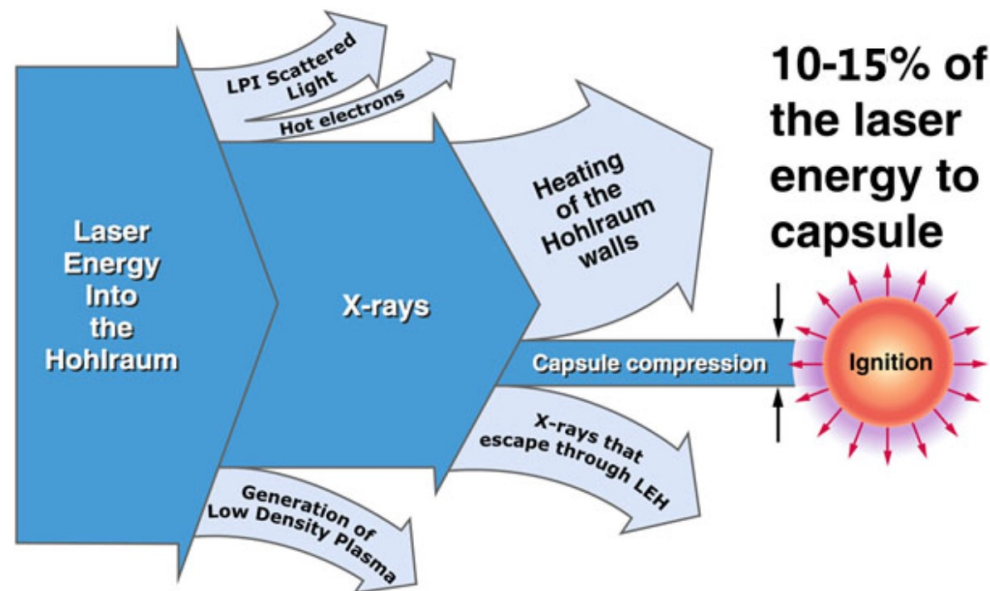 LPI Scattered
Light
Hot electrons
10-15% of
the laser
energy to
capsule
Heating
of the
Hohlraum
walls
Laser
Energy
Into
the
Hohlraum
X-rays
Capsule compression
Ignition
X-rays that
escape through LEH
Generation of
Low Density Plasma